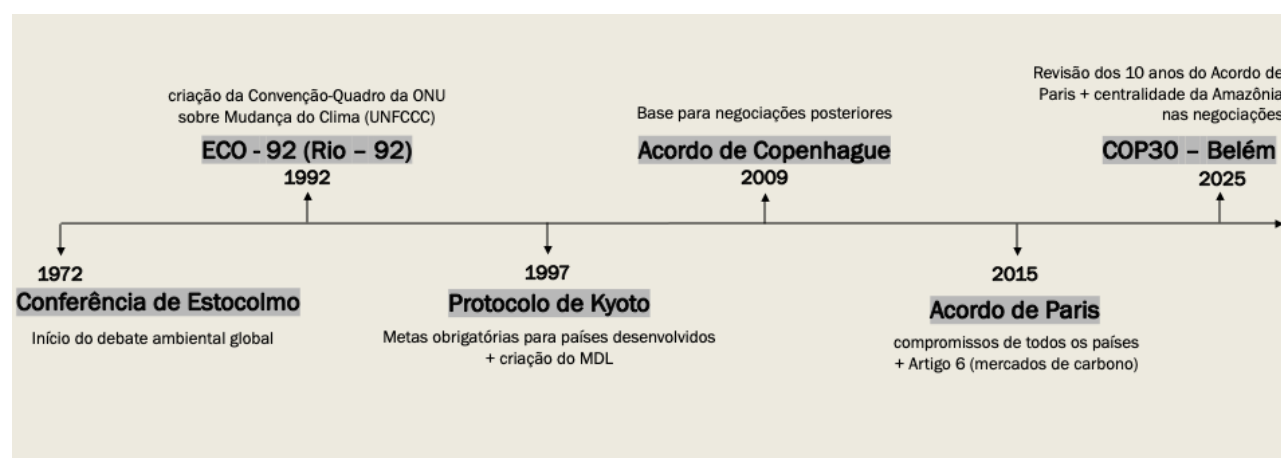 criação da Convenção-Quadro da ONU
sobre Mudança do Clima (UNFCCC)
ECO - 92 (Rio – 92)
1992
Base para negociações posteriores
Acordo de Copenhague
2009
Revisão dos 10 anos do Acordo de
Paris + centralidade da Amazônia
nas negociações
COP30 – Belém
2025
1972
Conferência de Estocolmo
Início do debate ambiental global
1997
Protocolo de Kyoto
Metas obrigatórias para países desenvolvidos
+ criação do MDL
2015
Acordo de Paris
compromissos de todos os países
+ Artigo 6 (mercados de carbono)